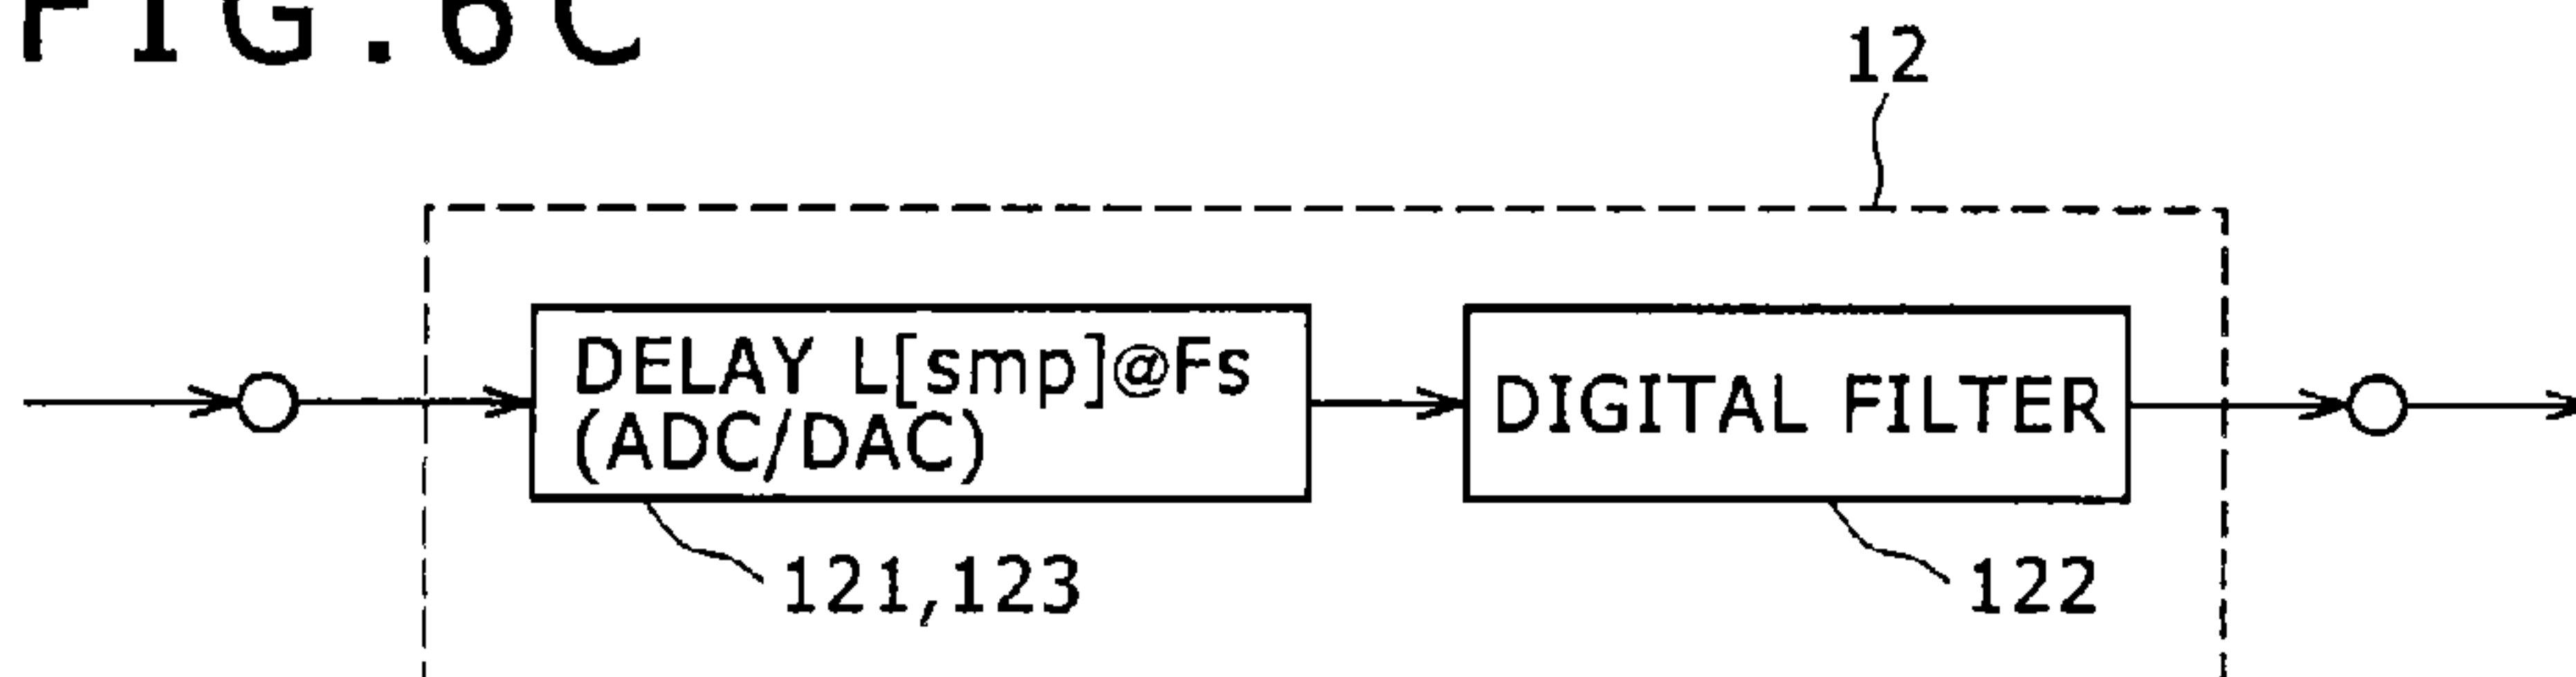 FIG.6C
12
DELAY L[smp]@Fs
(ADC/DAC)
DIGITAL FILTER
121,123
122